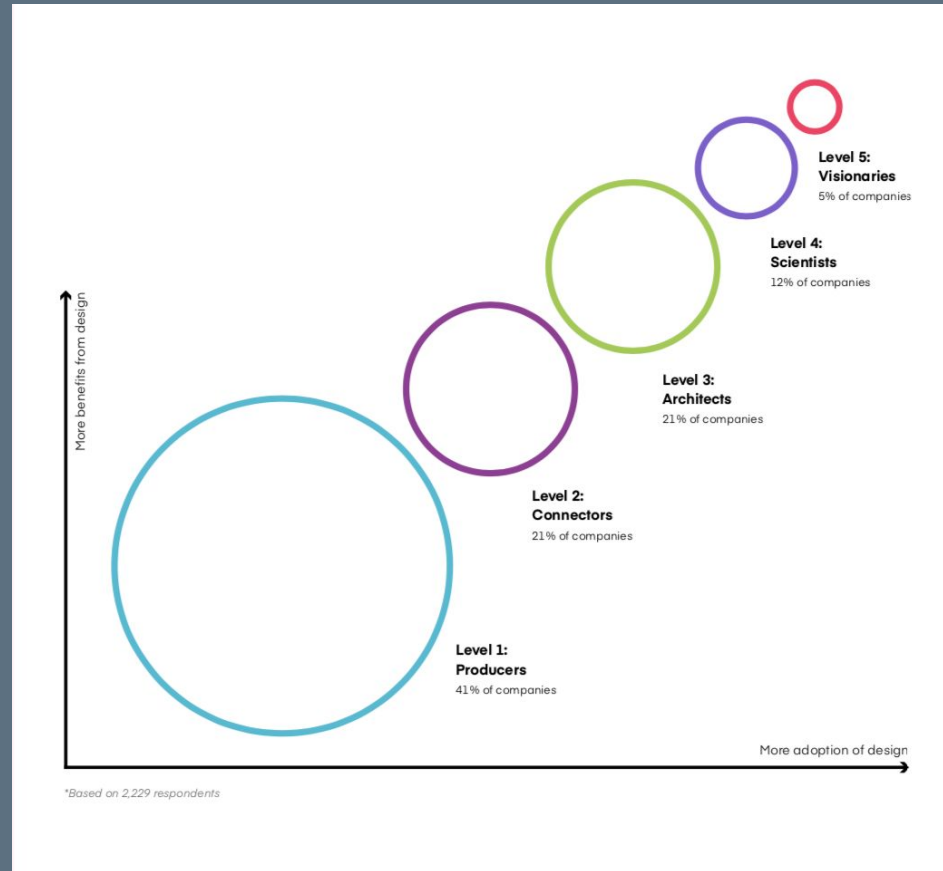 Level 5:
Visionaries
5% of companies
Level 4:
Scientists
12% of companies
More benefits from design
Level 3:
Architects
21% of companies
Level 2:
Connectors
21% of companies
Level 1:
Producers
41% of companies
More adoption of design
*Based on 2,229 respondents